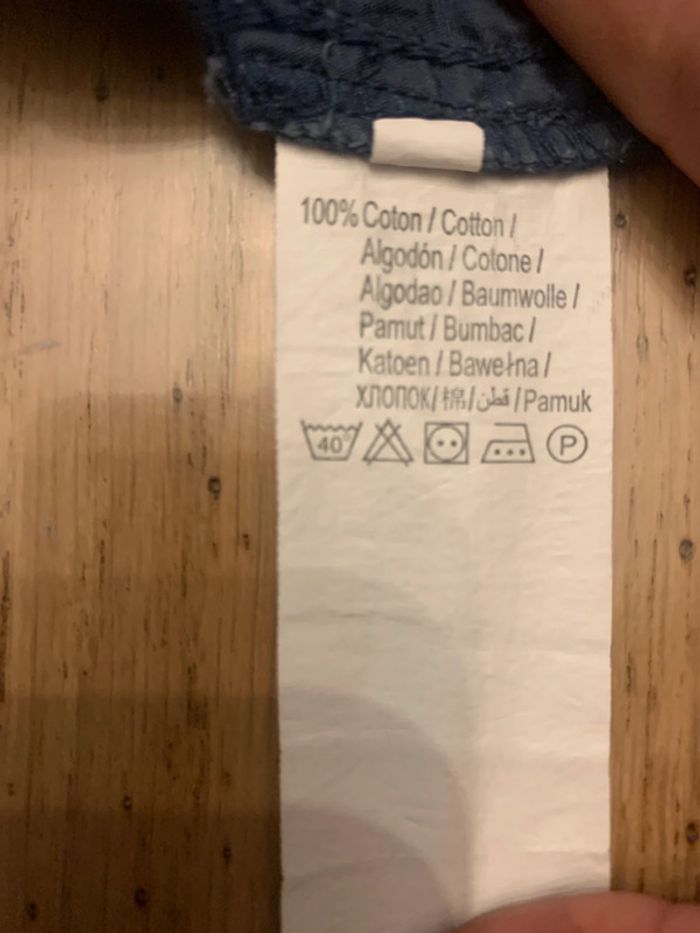 100% Coton / Cotton /
Algodón / Cotone /
Algodao / Baumwolle /
Pamut / Bumbac /
Katoen / Bawełna /
ХЛОПОК/ 棉/ قطن / Pamuk
40° P